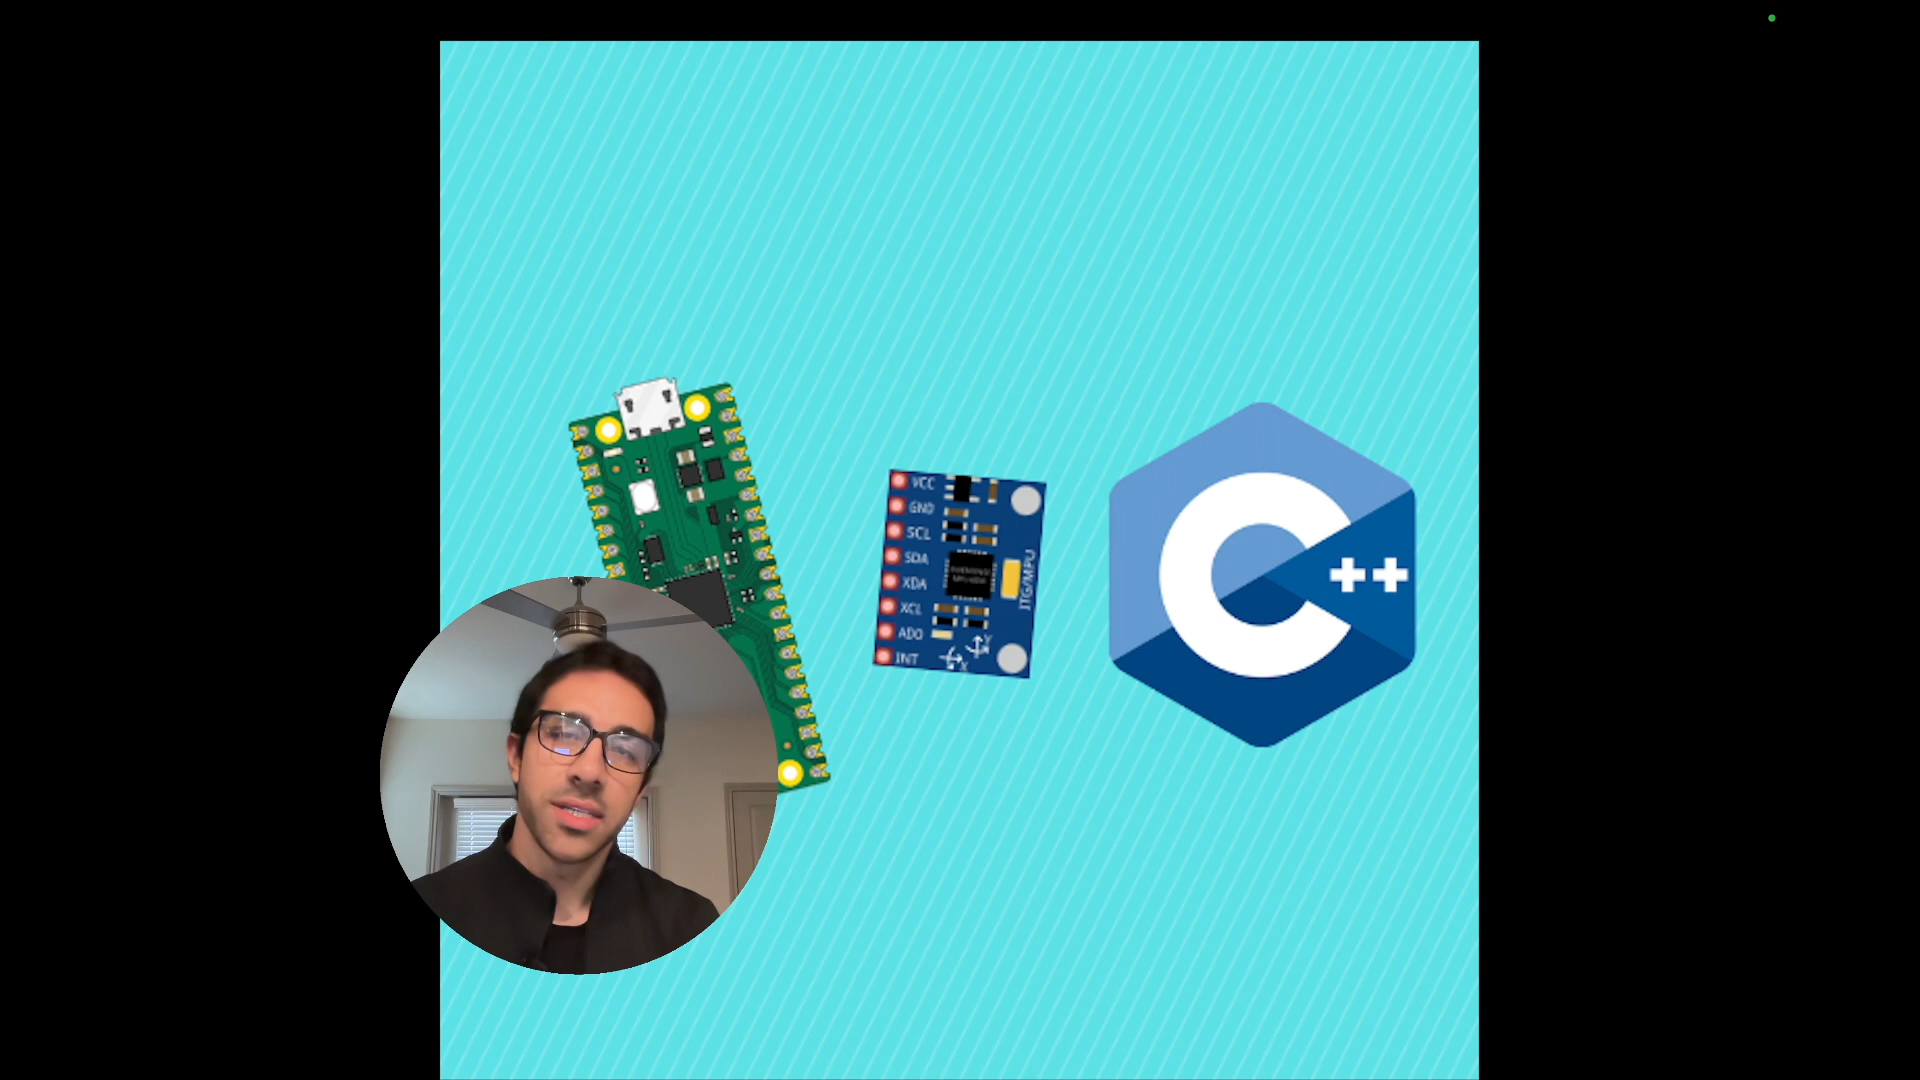 VCC
GND
SCL
SDA
XDA
XCL
ADO
INT
ITG/MPU
Y
X
C++